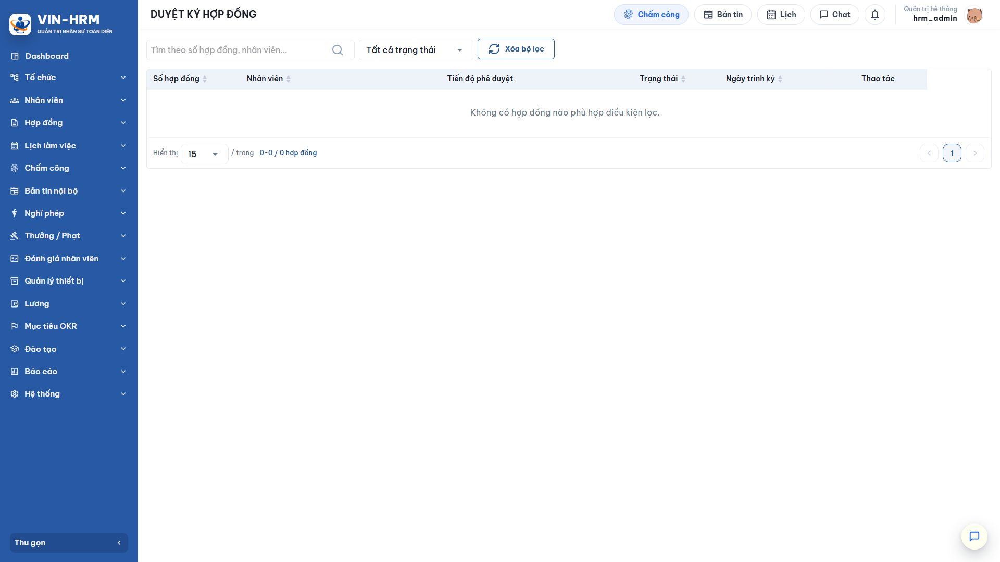 VIN-HRM
QUẢN TRỊ NHÂN SỰ TOÀN DIỆN
Dashboard
Tổ chức
Nhân viên
Hợp đồng
Lịch làm việc
Chấm công
Bản tin nội bộ
Nghỉ phép
Thưởng / Phạt
Đánh giá nhân viên
Quản lý thiết bị
Lương
Mục tiêu OKR
Đào tạo
Báo cáo
Hệ thống
Thu gọn
DUYỆT KÝ HỢP ĐỒNG
Chấm công
Bản tin
Lịch
Chat
Quản trị hệ thống
hrm_admin
Tìm theo số hợp đồng, nhân viên...
Tất cả trạng thái
Xóa bộ lọc
Số hợp đồng Nhân viên Tiến độ phê duyệt Trạng thái Ngày trình ký Thao tác
Không có hợp đồng nào phù hợp điều kiện lọc.
Hiển thị 15 / trang 0-0 / 0 hợp đồng
1